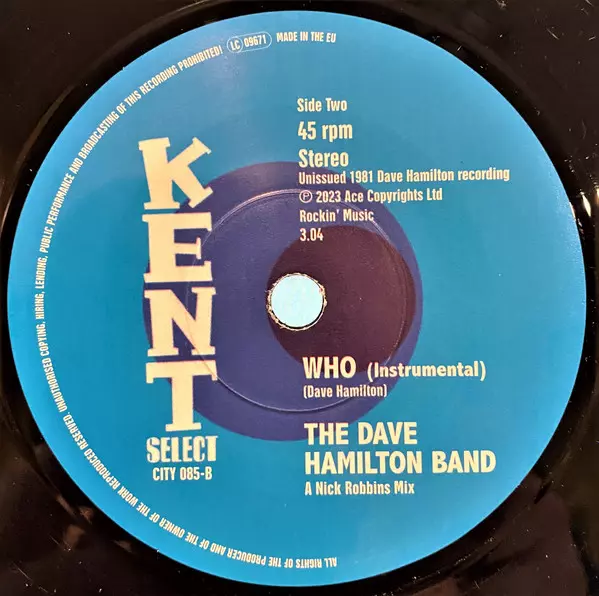 ALL RIGHTS OF THE PRODUCER AND OF THE OWNER OF THE WORK REPRODUCED RESERVED. UNAUTHORISED COPYING, HIRING, LENDING, PUBLIC PERFORMANCE AND BROADCASTING OF THIS RECORDING PROHIBITED! LC 09671 MADE IN THE EU
Side Two
45 rpm
Stereo
Unissued 1981 Dave Hamilton recording
℗ 2023 Ace Copyrights Ltd
Rockin' Music
3.04
KENT
SELECT
CITY 085-B
WHO (Instrumental)
(Dave Hamilton)
THE DAVE
HAMILTON BAND
A Nick Robbins Mix